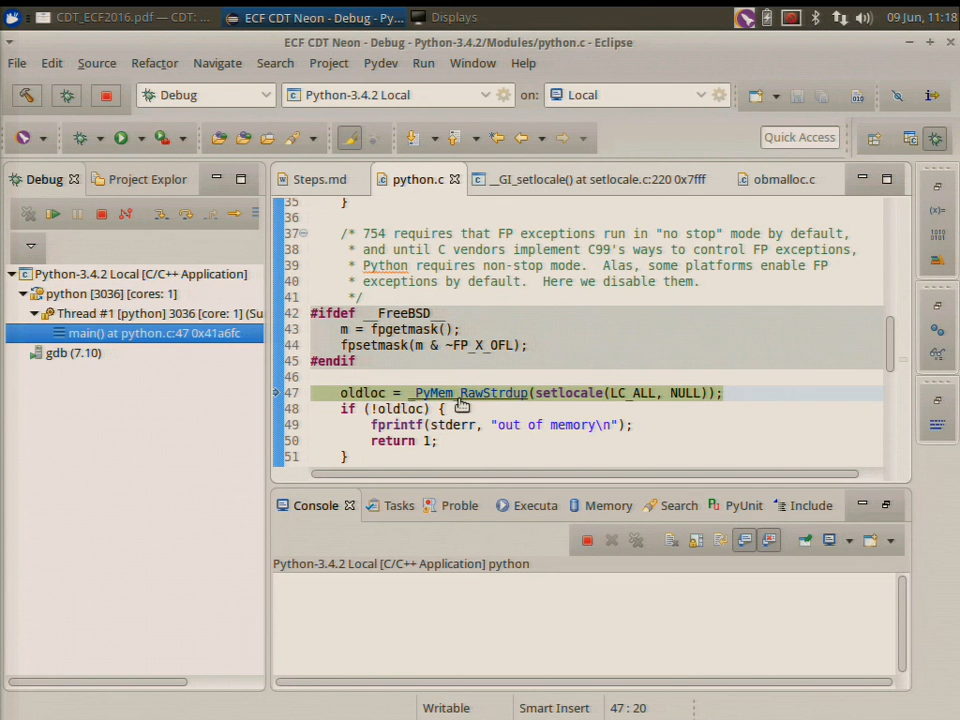 CDT_ECF2016.pdf — CDT: ...
ECF CDT Neon - Debug - Py...
Displays
09 Jun, 11:18
ECF CDT Neon - Debug - Python-3.4.2/Modules/python.c - Eclipse
File Edit Source Refactor Navigate Search Project Pydev Run Window Help
Debug
Python-3.4.2 Local
on:
Local
Quick Access
Debug
Project Explor
Steps.md
python.c
__GI_setlocale() at setlocale.c:220 0x7fff
obmalloc.c
Python-3.4.2 Local [C/C++ Application]
python [3036] [cores: 1]
Thread #1 [python] 3036 [core: 1] (Su
main() at python.c:47 0x41a6fc
gdb (7.10)
35 }
36
37 /* 754 requires that FP exceptions run in "no stop" mode by default,
38 * and until C vendors implement C99's ways to control FP exceptions,
39 * Python requires non-stop mode.  Alas, some platforms enable FP
40 * exceptions by default.  Here we disable them.
41 */
42 #ifdef __FreeBSD__
43 m = fpgetmask();
44 fpsetmask(m & ~FP_X_OFL);
45 #endif
46
47 oldloc = _PyMem_RawStrdup(setlocale(LC_ALL, NULL));
48 if (!oldloc) {
49 fprintf(stderr, "out of memory\n");
50 return 1;
51 }
Console
Tasks
Proble
Executa
Memory
Search
PyUnit
Include
Python-3.4.2 Local [C/C++ Application] python
Writable
Smart Insert
47 : 20